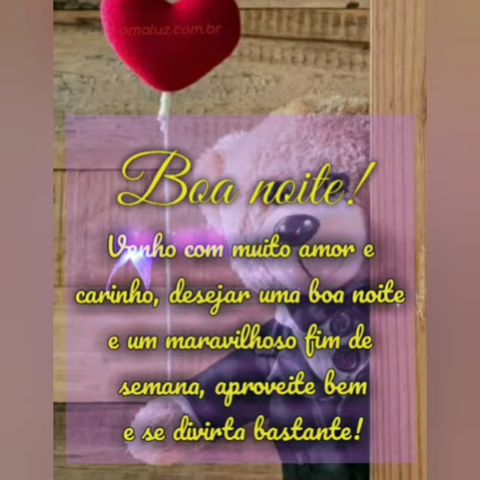 omaluz.com.br
Boa noite!
Venho com muito amor e
carinho, desejar uma boa noite
e um maravilhoso fim de
semana, aproveite bem
e se divirta bastante!